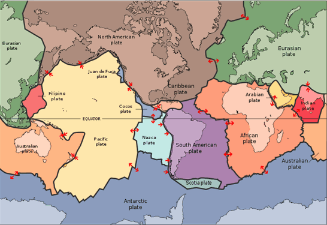 North American
plate
Eurasian
plate
Eurasian
plate
Juan de Fuca
plate
Filipino
plate
Caribbean
plate
Arabian
plate
Indian
plate
Cocos
plate
EQUATOR
Pacific
plate
Nazca
plate
South American
plate
African
plate
Australian
plate
Australian
plate
Scotia plate
Antarctic
plate